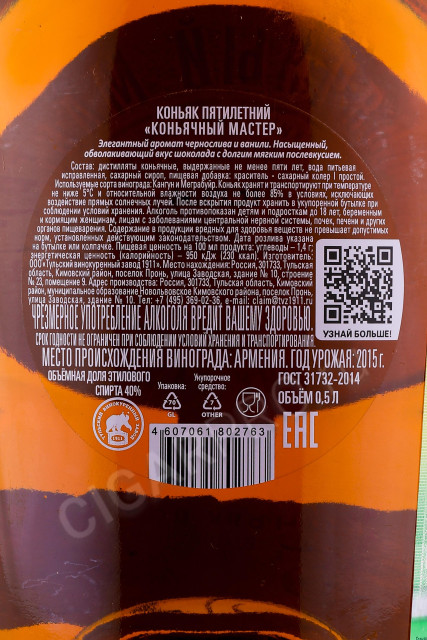 КОНЬЯК ПЯТИЛЕТНИЙ
«КОНЬЯЧНЫЙ МАСТЕР»
Элегантный аромат чернослива и ванили. Насыщенный,
обволакивающий вкус шоколада с долгим мягким послевкусием.
Состав: дистилляты коньячные, выдержанные не менее пяти лет, вода питьевая
исправленная, сахарный сироп, пищевая добавка: краситель - сахарный колер I простой.
Используемые сорта винограда: Кангун и Меграбуйр. Коньяк хранят и транспортируют при температуре
не ниже 5°С и относительной влажности воздуха не более 85% в условиях, исключающих
воздействие прямых солнечных лучей. После вскрытия продукт хранить в укупоренной бутылке при
соблюдении условий хранения. Алкоголь противопоказан детям и подросткам до 18 лет, беременным
и кормящим женщинам, лицам с заболеваниями центральной нервной системы, почек, печени и других
органов пищеварения. Содержание в продукции вредных для здоровья веществ не превышает допустимых
норм, установленных действующим законодательством. Дата розлива указана
на бутылке или колпачке. Пищевая ценность на 100 мл продукта: углеводы - 1,4 г;
энергетическая ценность (калорийность) – 950 кДж (230 ккал). Изготовитель:
ООО «Тульский винокуренный завод 1911». Место нахождения: Россия, 301733, Тульская
область, Кимовский район, поселок Пронь, улица Заводская, здание № 10, строение
№ 23, помещение 9. Адрес производства: Россия, 301733, Тульская область, Кимовский
район, муниципальное образование Новольвовское Кимовского района, поселок Пронь,
улица Заводская, здание № 10. Тел: +7 (495) 369-02-36, e-mail: claim@tvz1911.ru
УЗНАЙ БОЛЬШЕ!
ЧРЕЗМЕРНОЕ УПОТРЕБЛЕНИЕ АЛКОГОЛЯ ВРЕДИТ ВАШЕМУ ЗДОРОВЬЮ.
СРОК ГОДНОСТИ НЕ ОГРАНИЧЕН ПРИ СОБЛЮДЕНИИ УСЛОВИЙ ХРАНЕНИЯ И ТРАНСПОРТИРОВАНИЯ.
МЕСТО ПРОИСХОЖДЕНИЯ ВИНОГРАДА: АРМЕНИЯ. ГОД УРОЖАЯ: 2015 г.
ОБЪЁМНАЯ ДОЛЯ ЭТИЛОВОГО
СПИРТА 40%
Упаковка:
70
GL
Укупорочное
средство:
7
OTHER
ГОСТ 31732-2014
ОБЪЁМ 0,5 Л
ТУЛЬСКИЙ ВИНОКУРЕННЫЙ ЗАВОД
1911
4 607061 802763
EAC